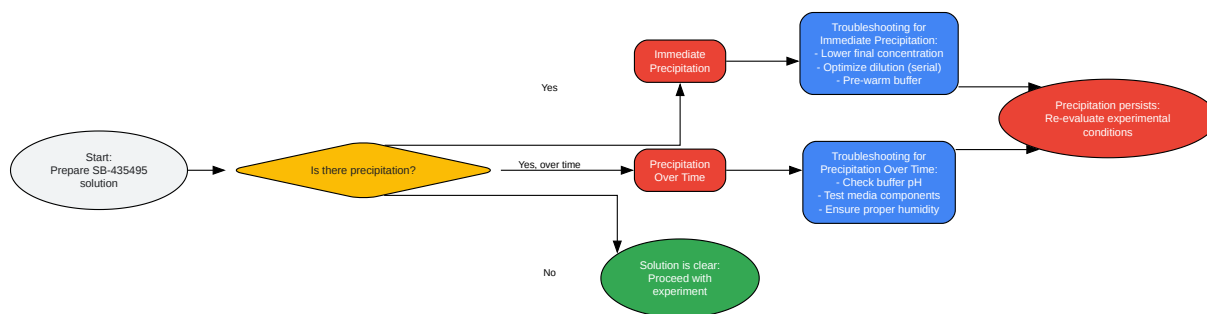 Start:
Prepare SB-435495
solution
Is there precipitation?
Yes
Yes, over time
No
Immediate
Precipitation
Precipitation
Over Time
Solution is clear:
Proceed with
experiment
Troubleshooting for
Immediate Precipitation:
- Lower final concentration
- Optimize dilution (serial)
- Pre-warm buffer
Troubleshooting for
Precipitation Over Time:
- Check buffer pH
- Test media components
- Ensure proper humidity
Precipitation persists:
Re-evaluate experimental
conditions